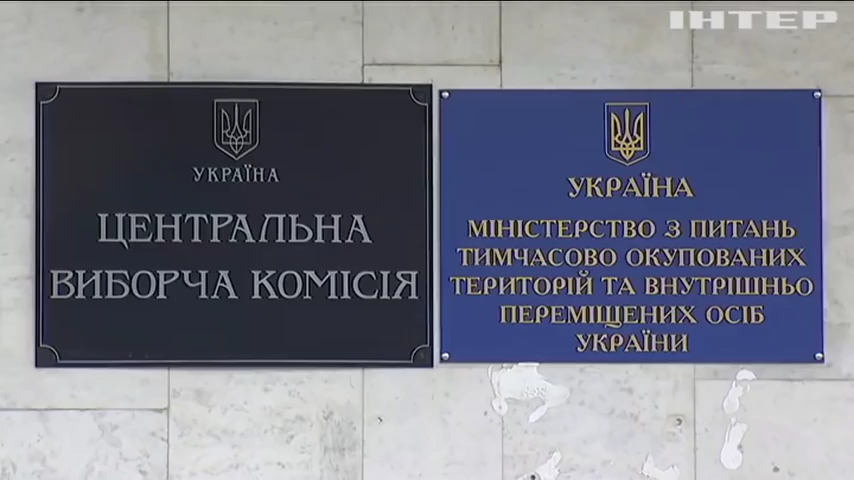 ІНТЕР
УКРАЇНА
ЦЕНТРАЛЬНА
ВИБОРЧА КОМІСІЯ
УКРАЇНА
МІНІСТЕРСТВО З ПИТАНЬ
ТИМЧАСОВО ОКУПОВАНИХ
ТЕРИТОРІЙ ТА ВНУТРІШНЬО
ПЕРЕМІЩЕНИХ ОСІБ
УКРАЇНИ